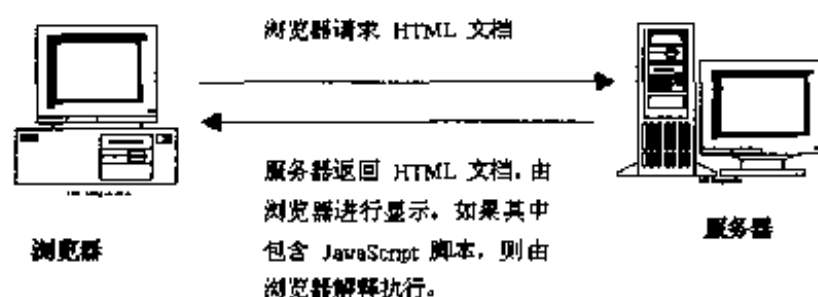 浏览器请求 HTML 文档
服务器返回 HTML 文档,由
浏览器进行显示。如果其中
包含 JavaScript 脚本,则由
浏览器解释执行。
浏览器
服务器